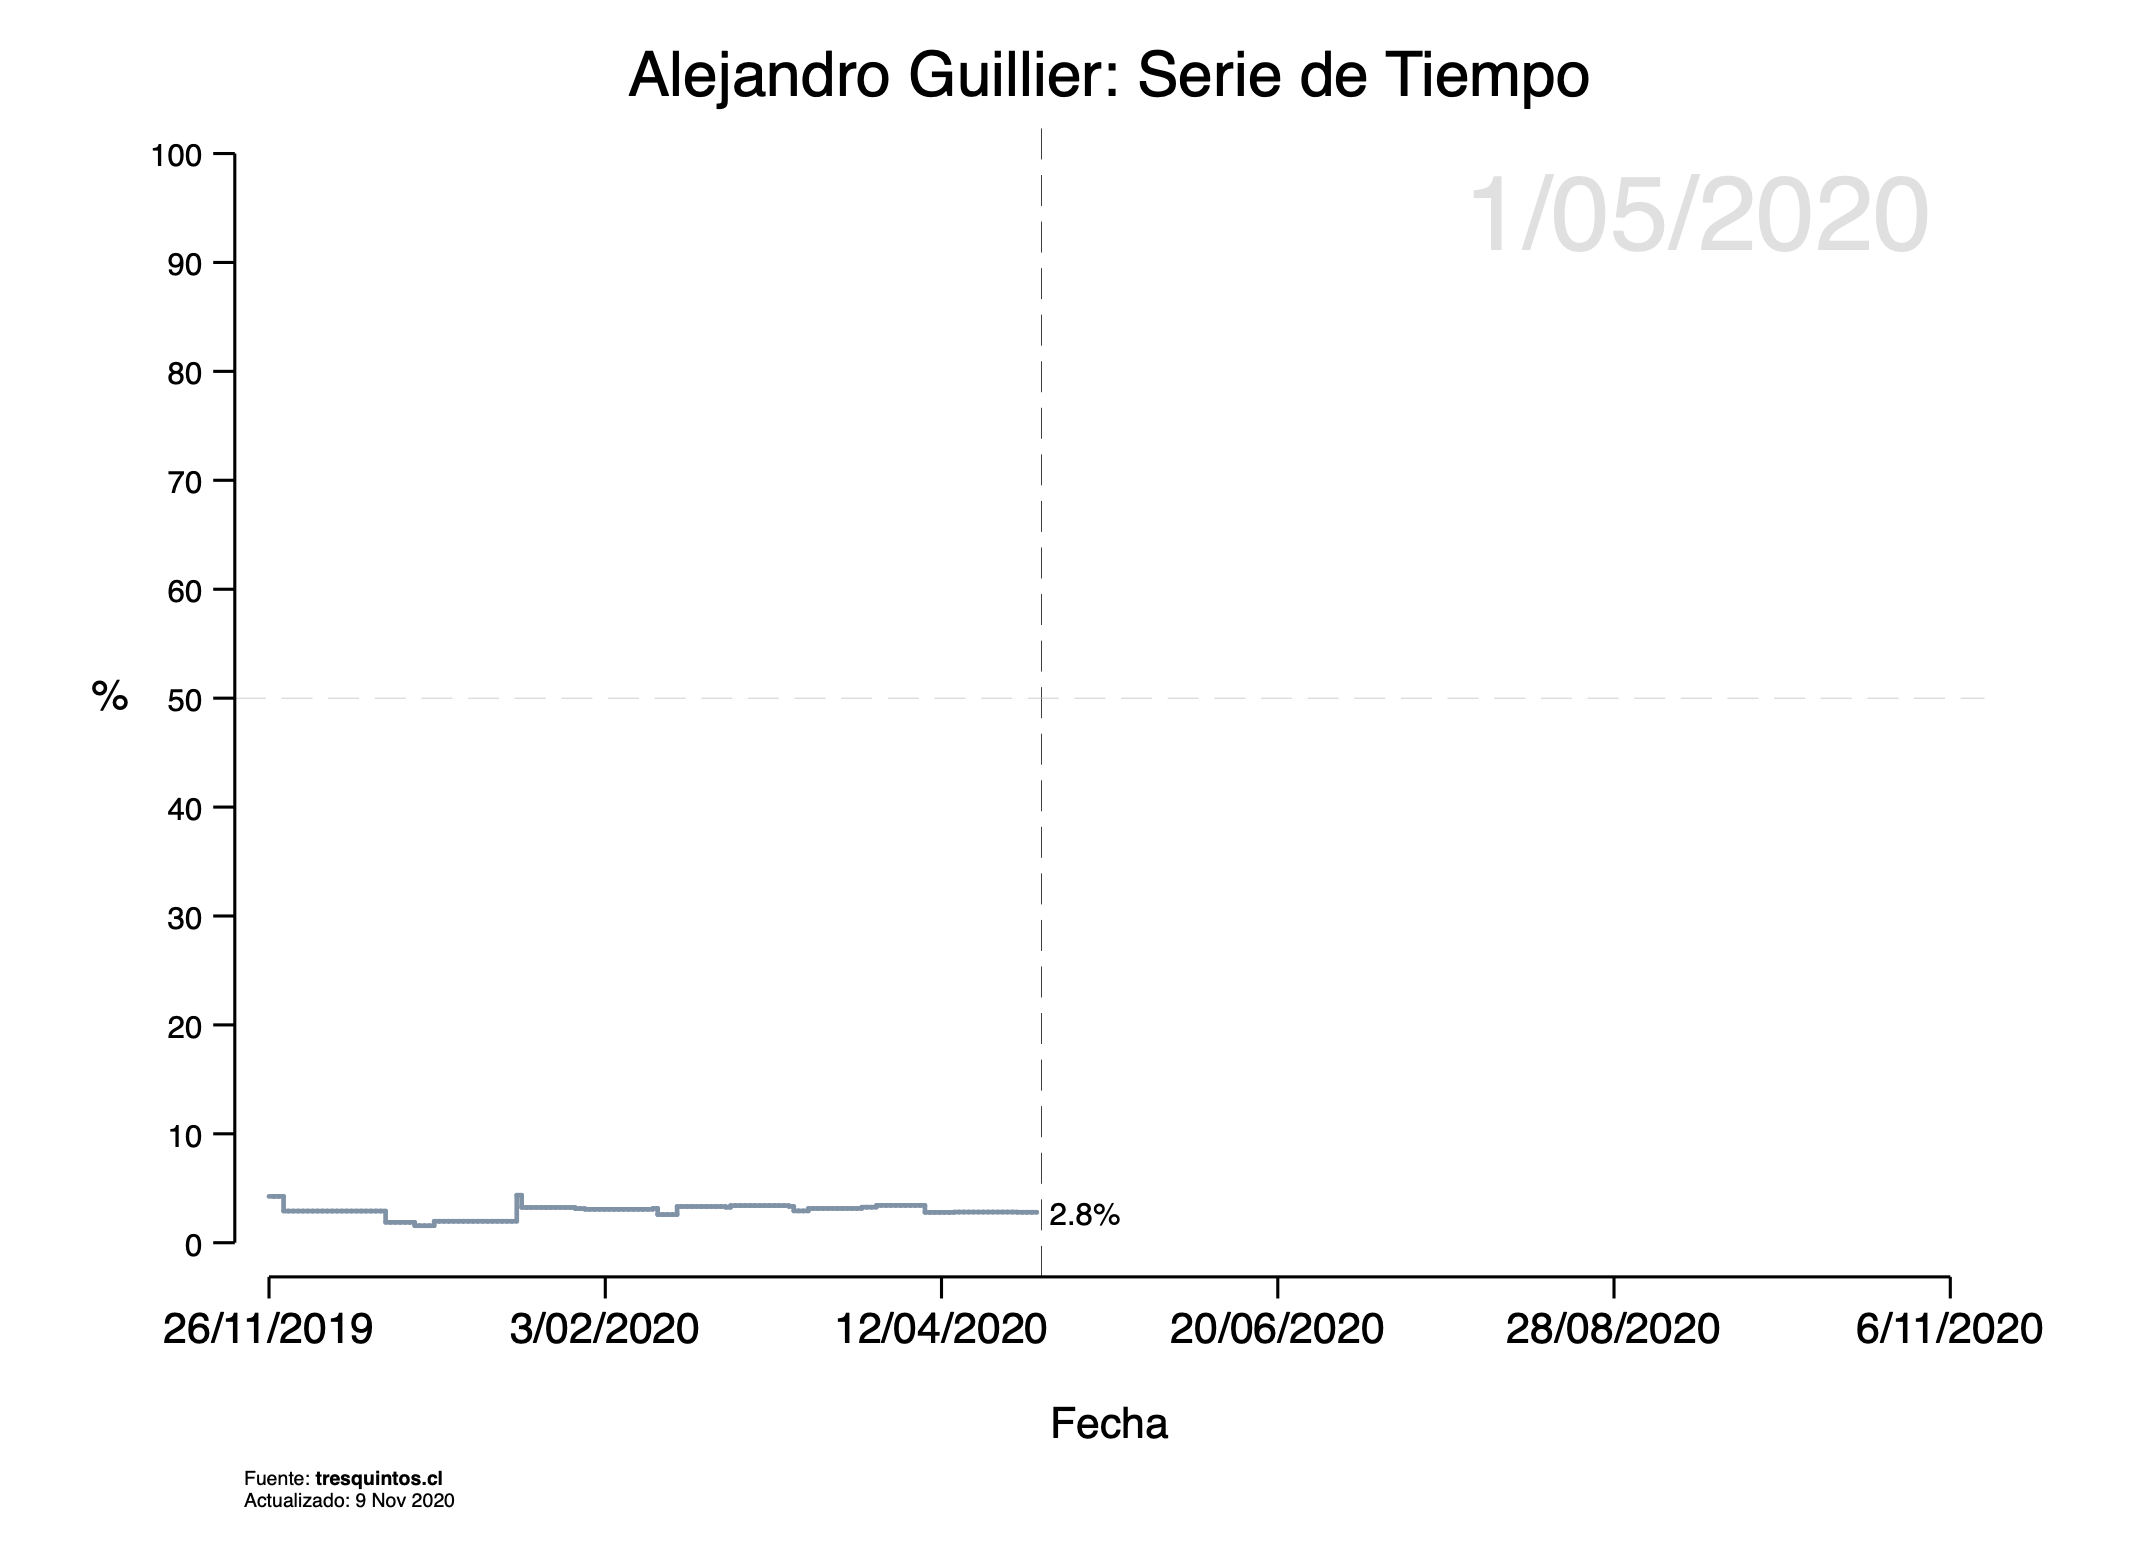 Alejandro Guillier: Serie de Tiempo
1/05/2020
100
90
80
70
60
50
40
30
20
10
0
%
2.8%
26/11/2019 3/02/2020 12/04/2020 20/06/2020 28/08/2020 6/11/2020
Fecha
Fuente: tresquintos.cl
Actualizado: 9 Nov 2020